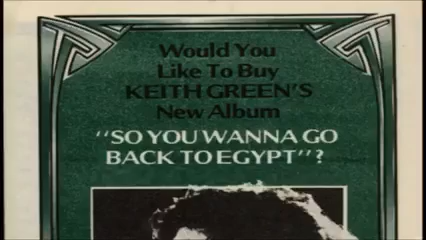 Would You
Like To Buy
KEITH GREEN'S
New Album
"SO YOU WANNA GO
BACK TO EGYPT"?